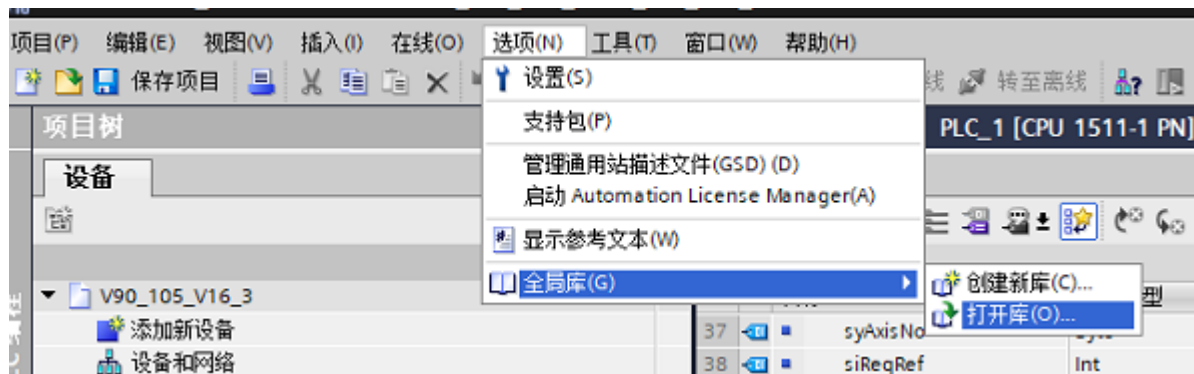 项目(P) 编辑(E) 视图(V) 插入(I) 在线(O) 选项(N) 工具(T) 窗口(W) 帮助(H)
保存项目 设置(S) 线 转至离线
项目树 支持包(P) PLC_1 [CPU 1511-1 PN]
设备 管理通用站描述文件(GSD) (D)
启动 Automation License Manager(A)
显示参考文本(W)
全局库(G) 创建新库(C)...
V90_105_V16_3 打开库(O)... 型
添加新设备 37 syAxisNo
设备和网络 38 siReqRef Int